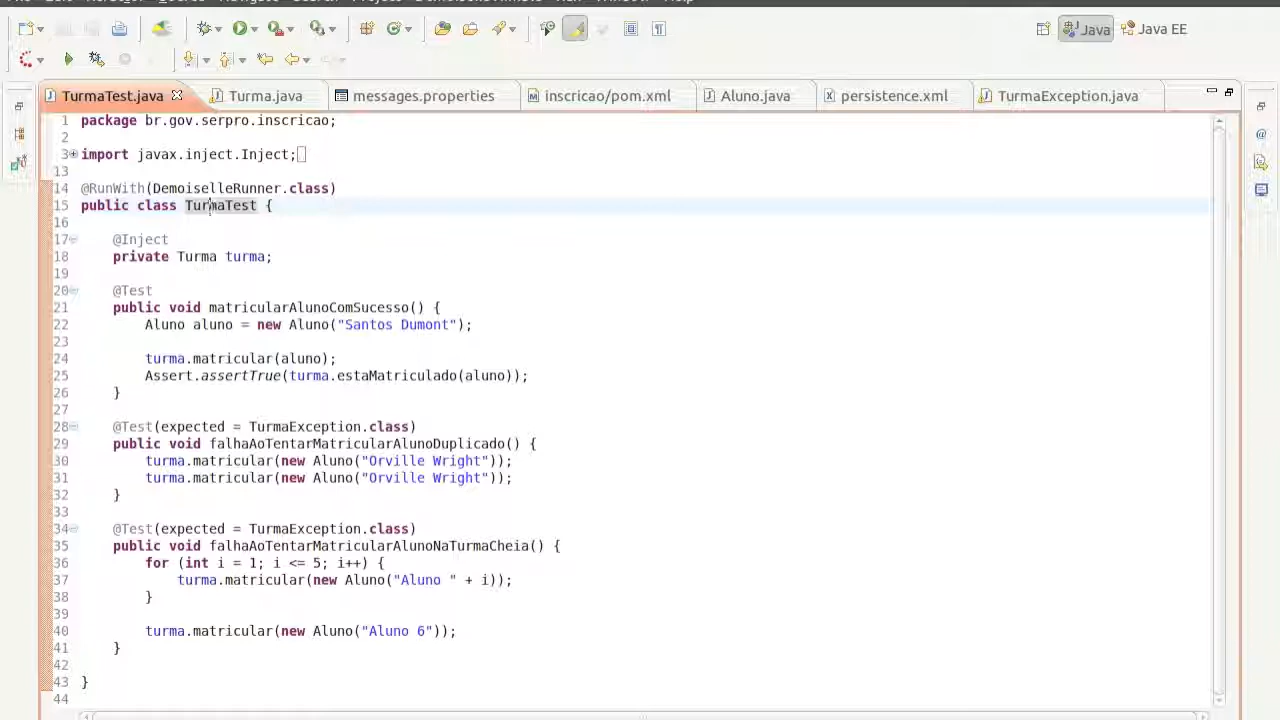 Java
Java EE
TurmaTest.java
Turma.java
messages.properties
inscricao/pom.xml
Aluno.java
persistence.xml
TurmaException.java
1 package br.gov.serpro.inscricao;
2
3 import javax.inject.Inject;
13
14 @RunWith(DemoiselleRunner.class)
15 public class TurmaTest {
16
17 @Inject
18 private Turma turma;
19
20 @Test
21 public void matricularAlunoComSucesso() {
22 Aluno aluno = new Aluno("Santos Dumont");
23
24 turma.matricular(aluno);
25 Assert.assertTrue(turma.estaMatriculado(aluno));
26 }
27
28 @Test(expected = TurmaException.class)
29 public void falhaAoTentarMatricularAlunoDuplicado() {
30 turma.matricular(new Aluno("Orville Wright"));
31 turma.matricular(new Aluno("Orville Wright"));
32 }
33
34 @Test(expected = TurmaException.class)
35 public void falhaAoTentarMatricularAlunoNaTurmaCheia() {
36 for (int i = 1; i <= 5; i++) {
37 turma.matricular(new Aluno("Aluno " + i));
38 }
39
40 turma.matricular(new Aluno("Aluno 6"));
41 }
42
43 }
44